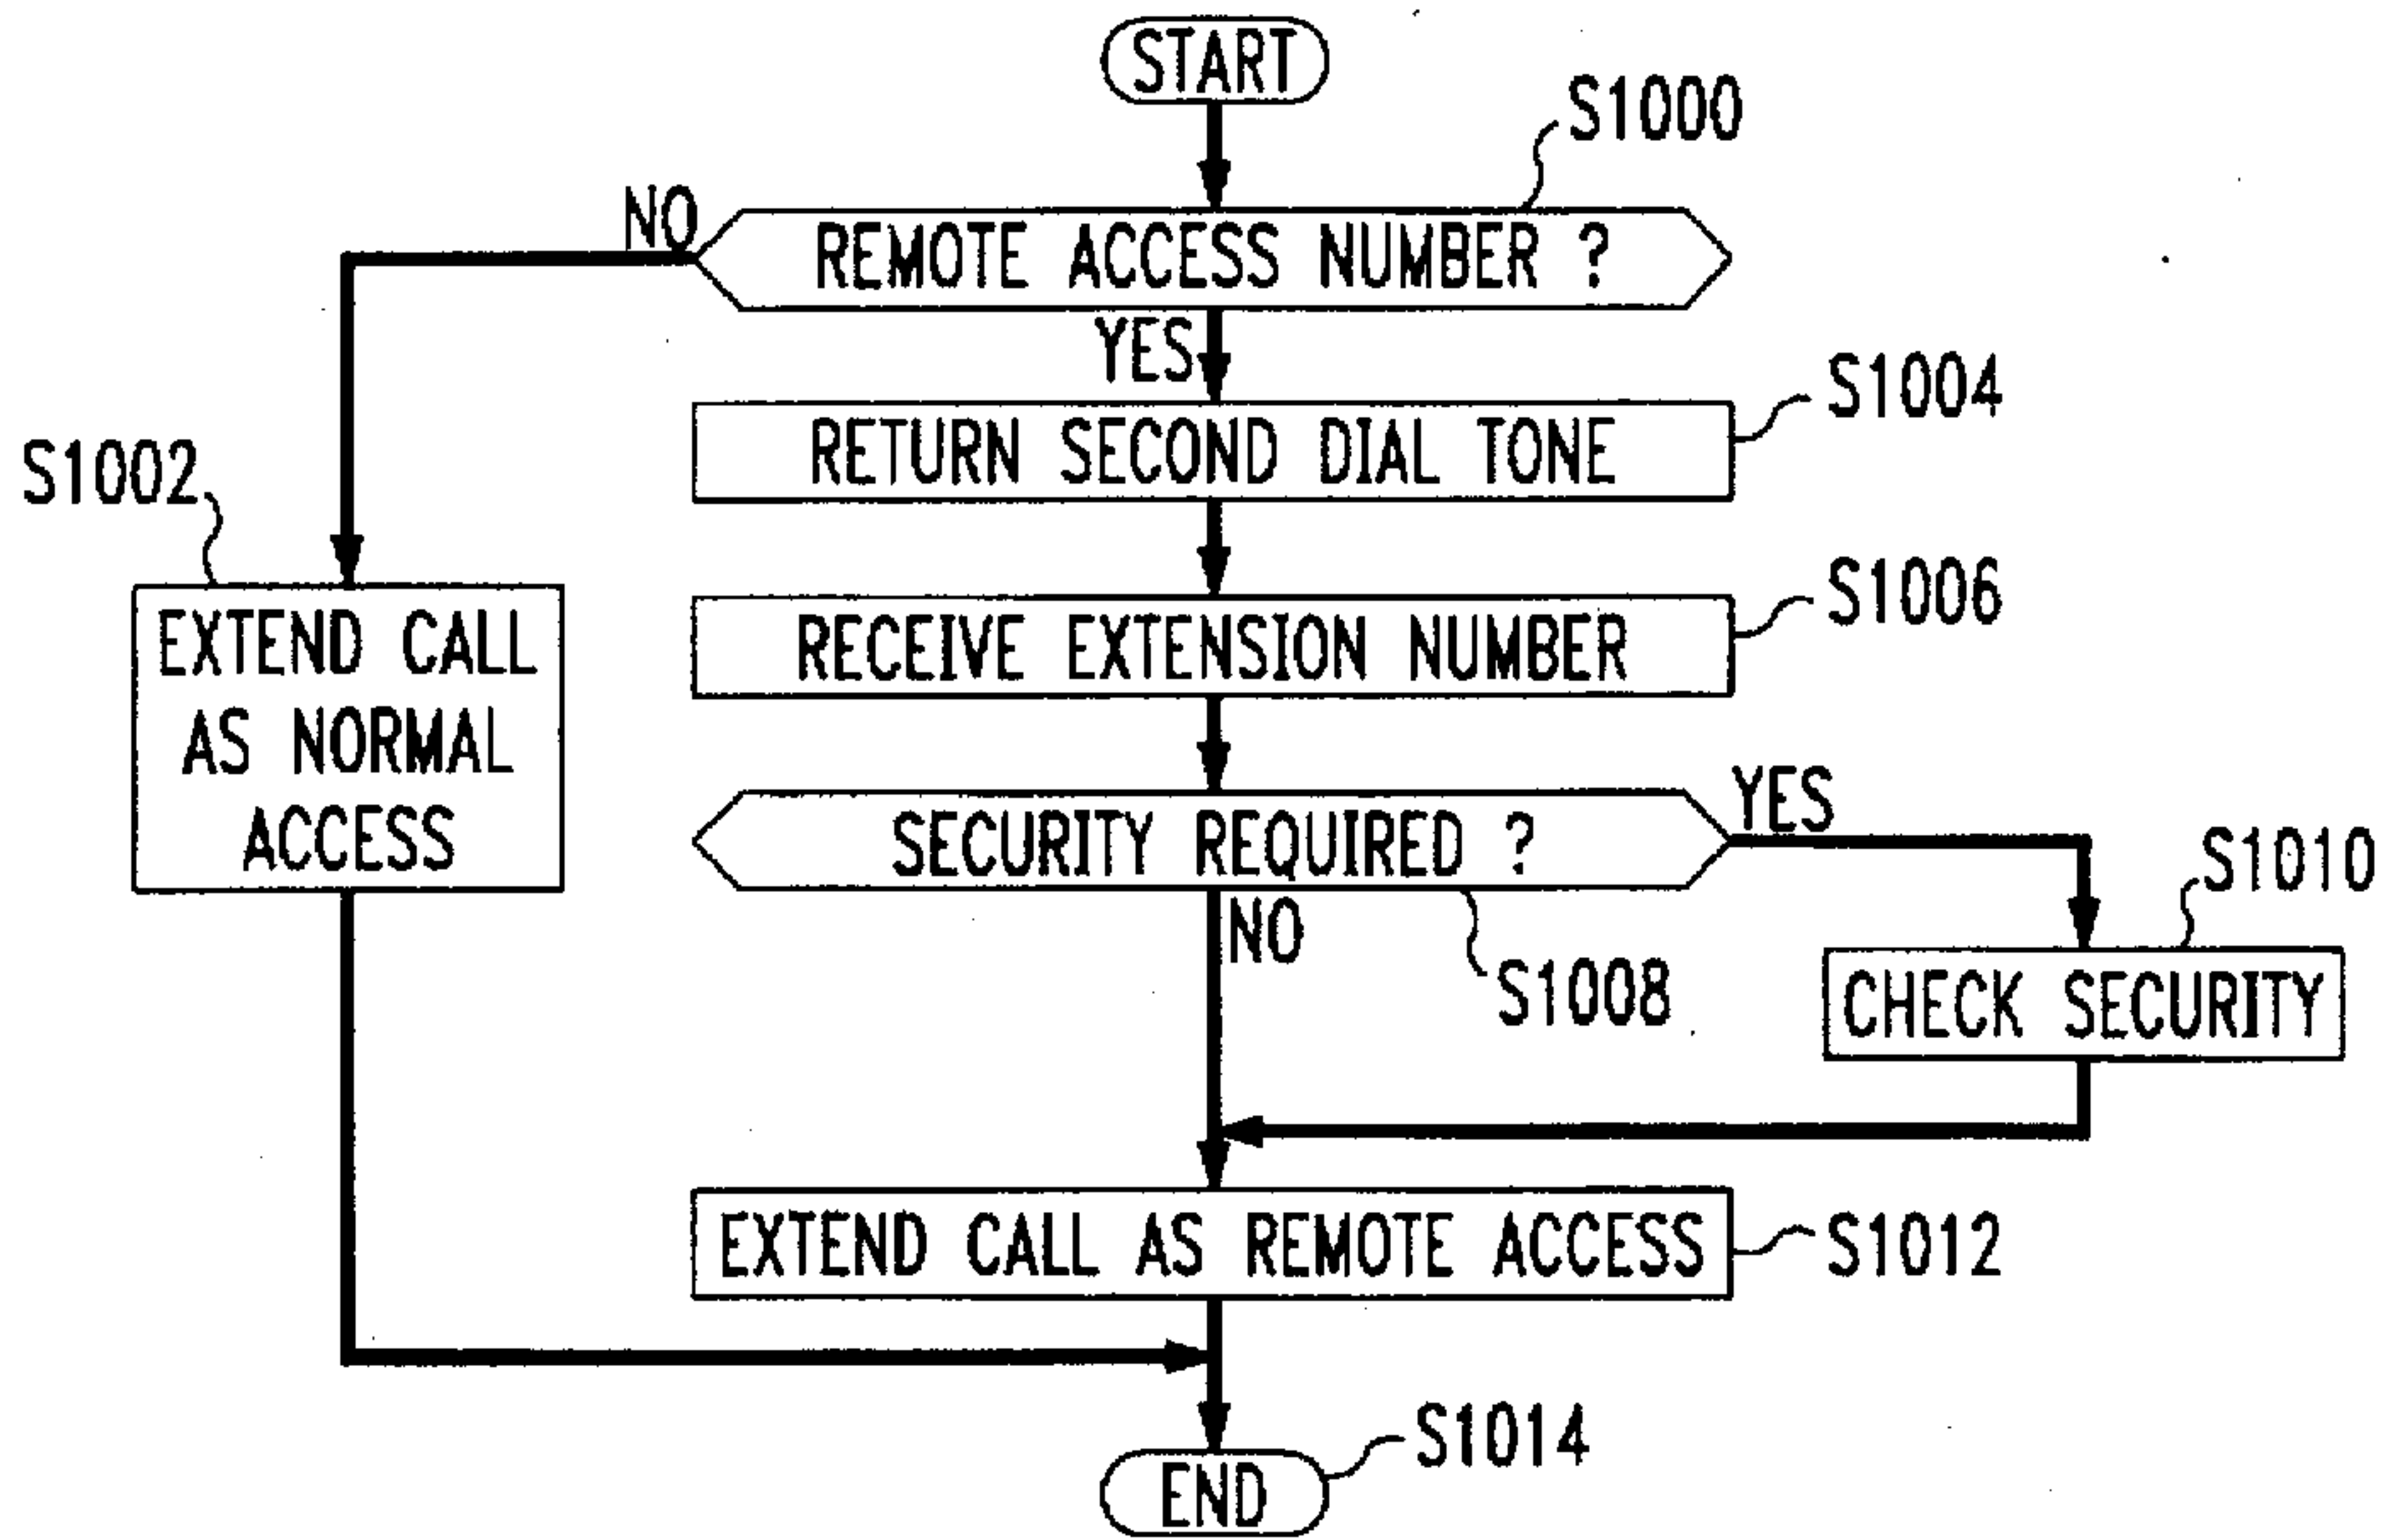 START
S1000
NO
REMOTE ACCESS NUMBER ?
YES
S1004
RETURN SECOND DIAL TONE
S1002
S1006
RECEIVE EXTENSION NUMBER
EXTEND CALL
AS NORMAL
ACCESS
YES
SECURITY REQUIRED ?
S1010
NO
S1008
CHECK SECURITY
EXTEND CALL AS REMOTE ACCESS
S1012
S1014
END